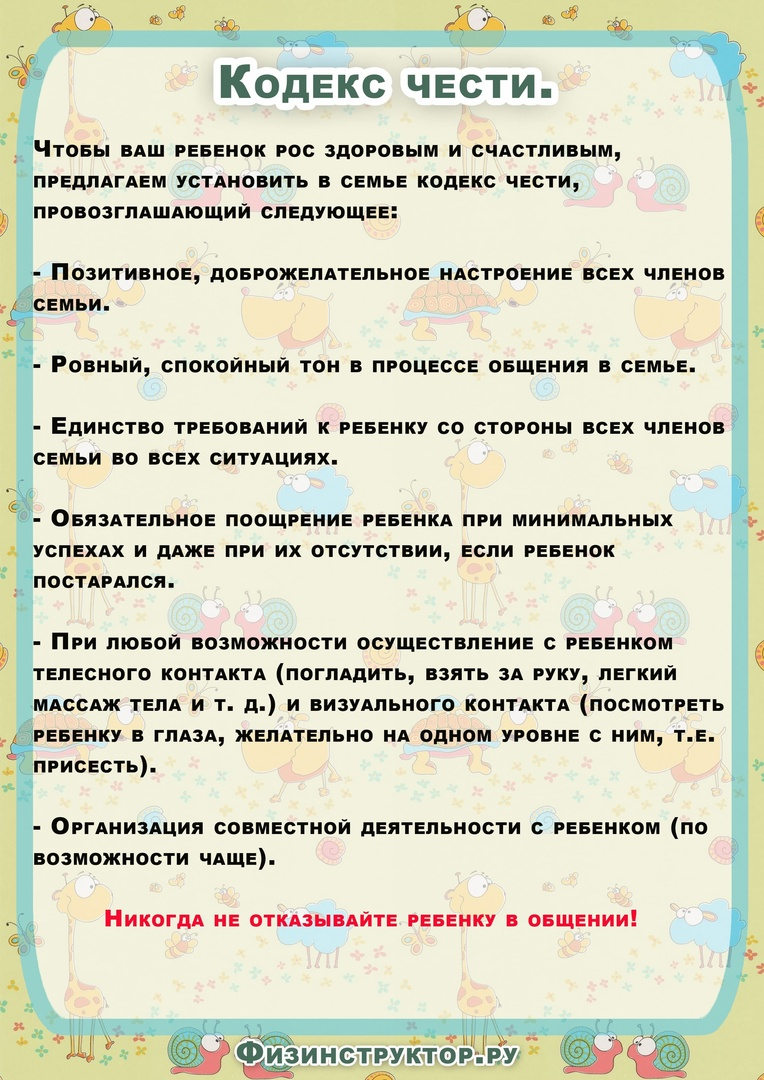 Кодекс чести.
Чтобы ваш ребенок рос здоровым и счастливым,
предлагаем установить в семье кодекс чести,
провозглашающий следующее:
- Позитивное, доброжелательное настроение всех членов
семьи.
- Ровный, спокойный тон в процессе общения в семье.
- Единство требований к ребенку со стороны всех членов
семьи во всех ситуациях.
- Обязательное поощрение ребенка при минимальных
успехах и даже при их отсутствии, если ребенок
постарался.
- При любой возможности осуществление с ребенком
телесного контакта (погладить, взять за руку, легкий
массаж тела и т. д.) и визуального контакта (посмотреть
ребенку в глаза, желательно на одном уровне с ним, т.е.
присесть).
- Организация совместной деятельности с ребенком (по
возможности чаще).
Никогда не отказывайте ребенку в общении!
Физинструктор.ру